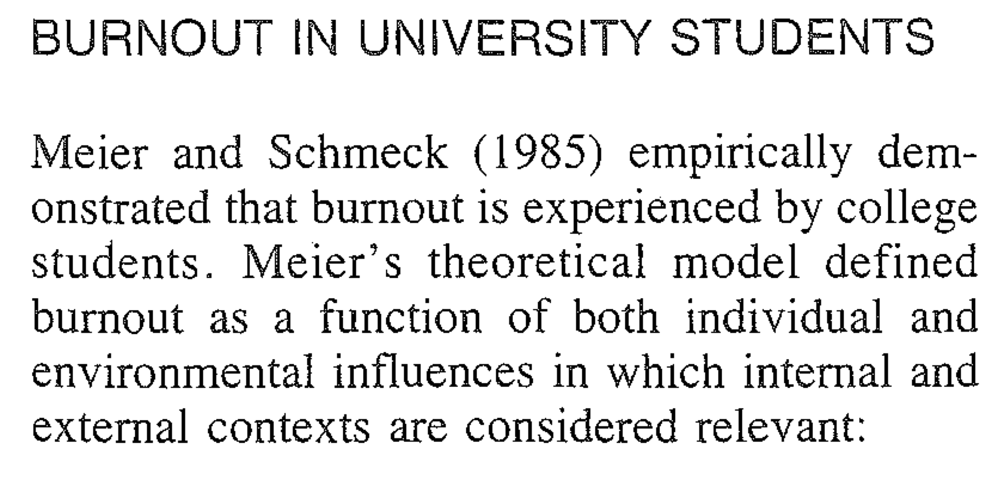 BURNOUT IN UNIVERSITY STUDENTS
Meier and Schmeck (1985) empirically dem-
onstrated that burnout is experienced by college
students. Meier's theoretical model defined
burnout as a function of both individual and
environmental influences in which internal and
external contexts are considered relevant: